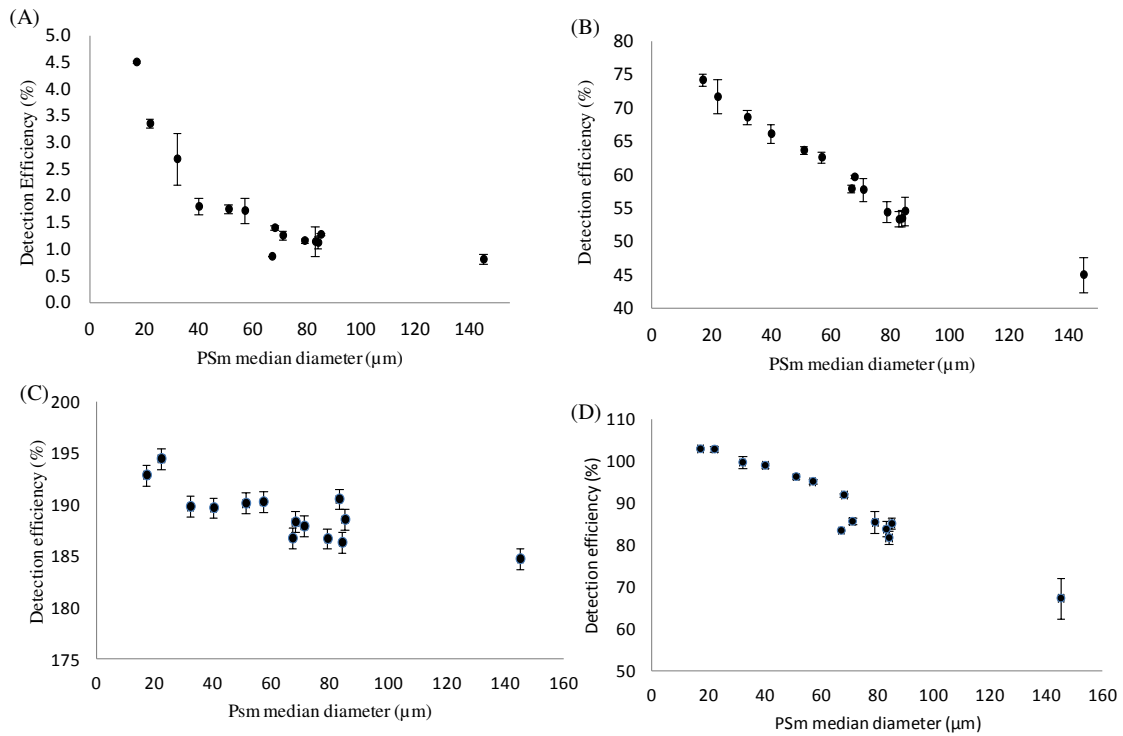 (A)
5.0
4.5
4.0
3.5
3.0
2.5
2.0
1.5
1.0
0.5
0.0
Detection Efficiency (%)
0 20 40 60 80 100 120 140
PSm median diameter (µm)
(B)
80
75
70
65
60
55
50
45
40
Detection efficiency (%)
0 20 40 60 80 100 120 140
PSm median diameter (µm)
(C)
200
195
190
185
180
175
Detection efficiency (%)
0 20 40 60 80 100 120 140 160
Psm median diameter (µm)
(D)
110
100
90
80
70
60
50
Detection efficiency (%)
0 20 40 60 80 100 120 140 160
PSm median diameter (µm)